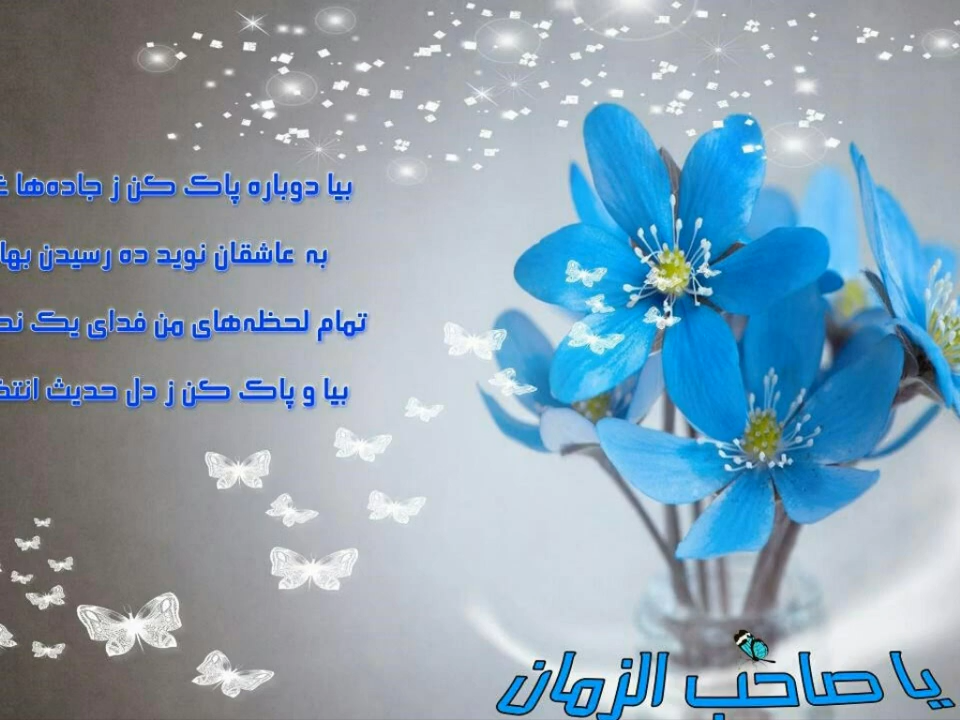 بیا دوباره پاک کن ز جاده‌ها
به عاشقان نوید ده رسیدن
تمام لحظه‌های من فدای یک
بیا و پاک کن ز دل حدیث
یا صاحب الزمان